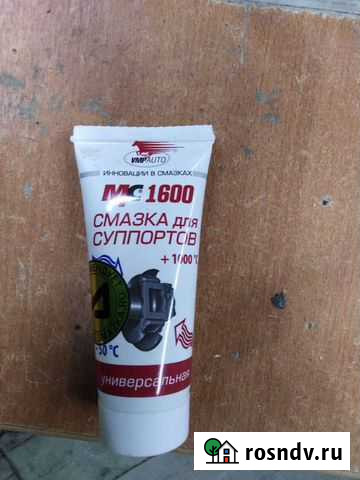 VMPAUTO
ИННОВАЦИИ В СМАЗКАХ
МС 1600
СМАЗКА для
СУППОРТОВ
+ 1000 °C
- 50 °C
универсальная
rosndv.ru